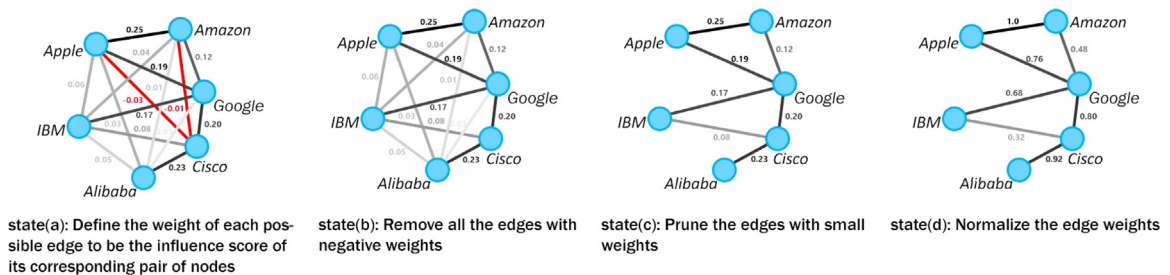 0.25
Amazon
Apple
0.04
0.12
0.19
0.06
Google
-0.03
-0.01
0.17
IBM
0.03
0.08
0.20
0.05
0.23
Cisco
Alibaba
state(a): Define the weight of each pos-
sible edge to be the influence score of
its corresponding pair of nodes
0.25
Amazon
Apple
0.04
0.12
0.19
0.06
Google
0.17
IBM
0.03
0.08
0.20
0.05
0.23
Cisco
Alibaba
state(b): Remove all the edges with
negative weights
0.25
Amazon
Apple
0.12
0.19
Google
0.17
IBM
0.20
0.08
Cisco
0.23
Alibaba
state(c): Prune the edges with small
weights
1.0
Amazon
Apple
0.48
0.76
Google
0.68
IBM
0.80
0.32
Cisco
0.92
Alibaba
state(d): Normalize the edge weights